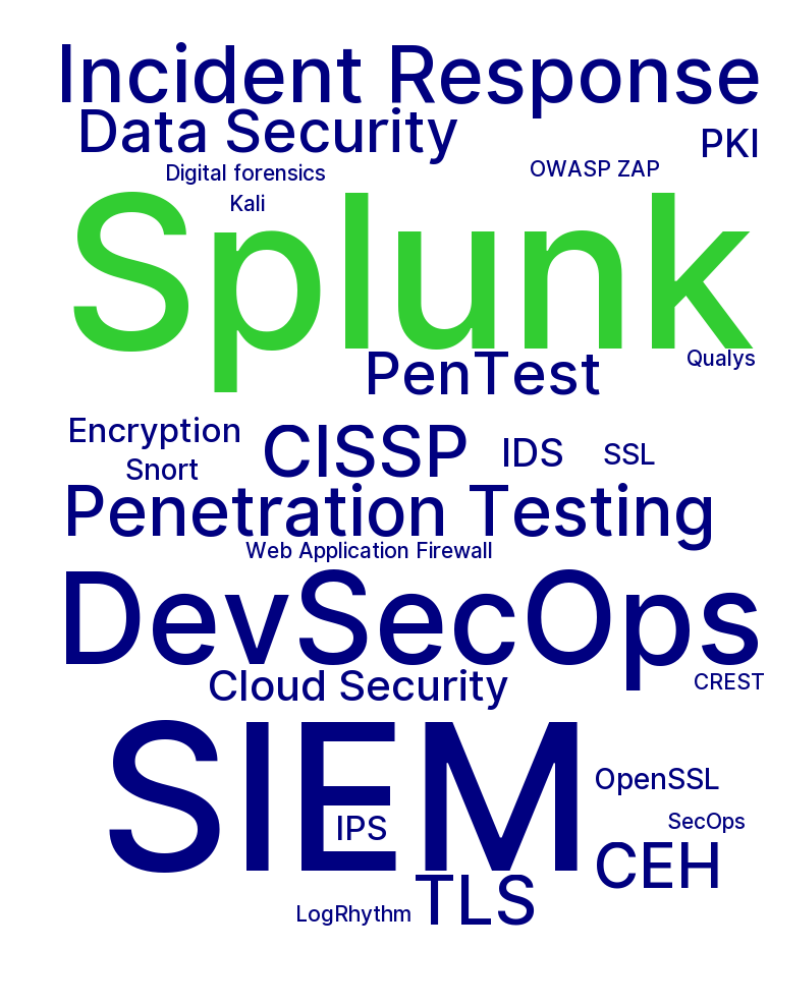 Incident Response
Data Security
PKI
Digital forensics
OWASP ZAP
Kali
Splunk
PenTest
Qualys
Encryption
CISSP
IDS
SSL
Snort
Penetration Testing
Web Application Firewall
DevSecOps
Cloud Security
CREST
SIEM
OpenSSL
IPS
SecOps
CEH
TLS
LogRhythm